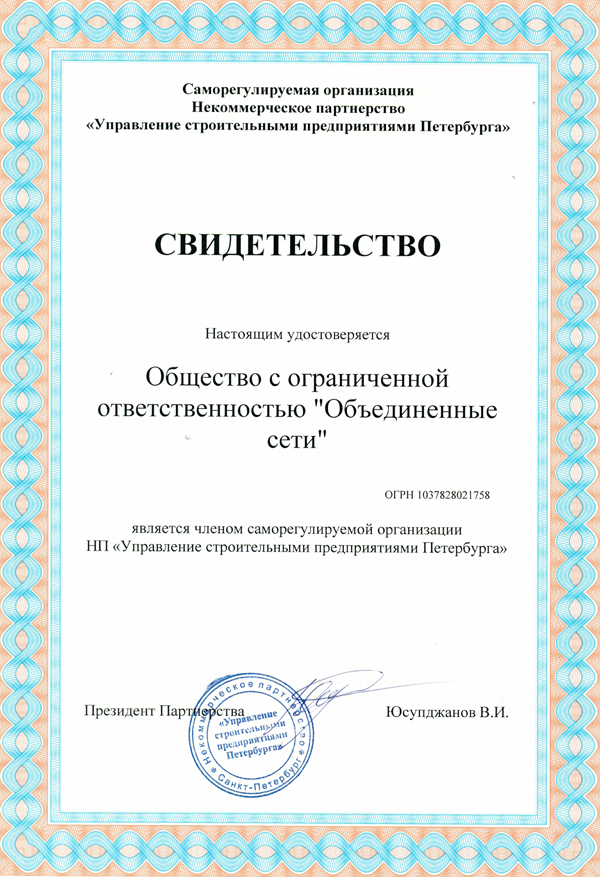 Саморегулируемая организация
Некоммерческое партнерство
«Управление строительными предприятиями Петербурга»
СВИДЕТЕЛЬСТВО
Настоящим удостоверяется
Общество с ограниченной
ответственностью "Объединенные
сети"
ОГРН 1037828021758
является членом саморегулируемой организации
НП «Управление строительными предприятиями Петербурга»
Президент Партнерства
Юсупджанов В.И.
Некоммерческое партнерство
«Управление
строительными
предприятиями
Петербурга»
Санкт-Петербург